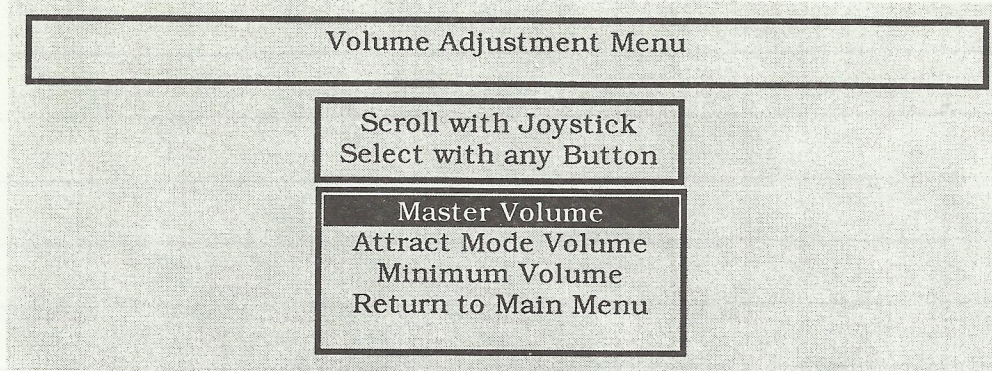 Volume Adjustment Menu
Scroll with Joystick
Select with any Button
Master Volume
Attract Mode Volume
Minimum Volume
Return to Main Menu